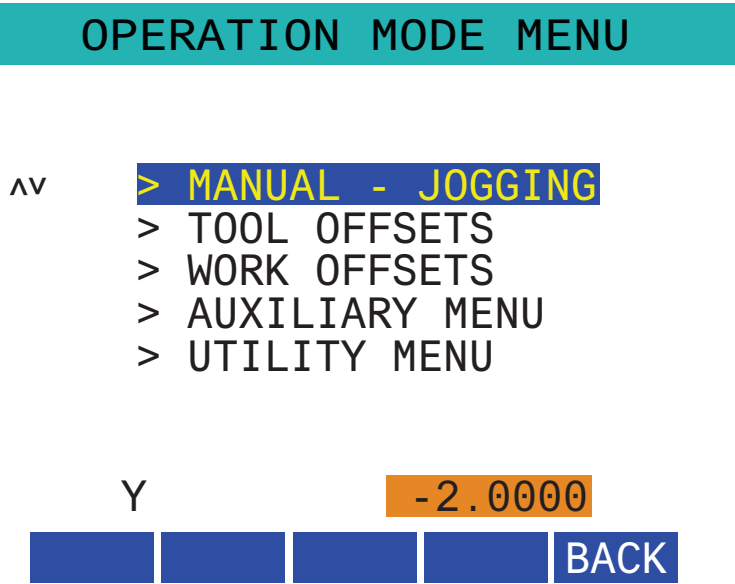 OPERATION MODE MENU
˄˅ > MANUAL - JOGGING
> TOOL OFFSETS
> WORK OFFSETS
> AUXILIARY MENU
> UTILITY MENU
Y -2.0000
BACK